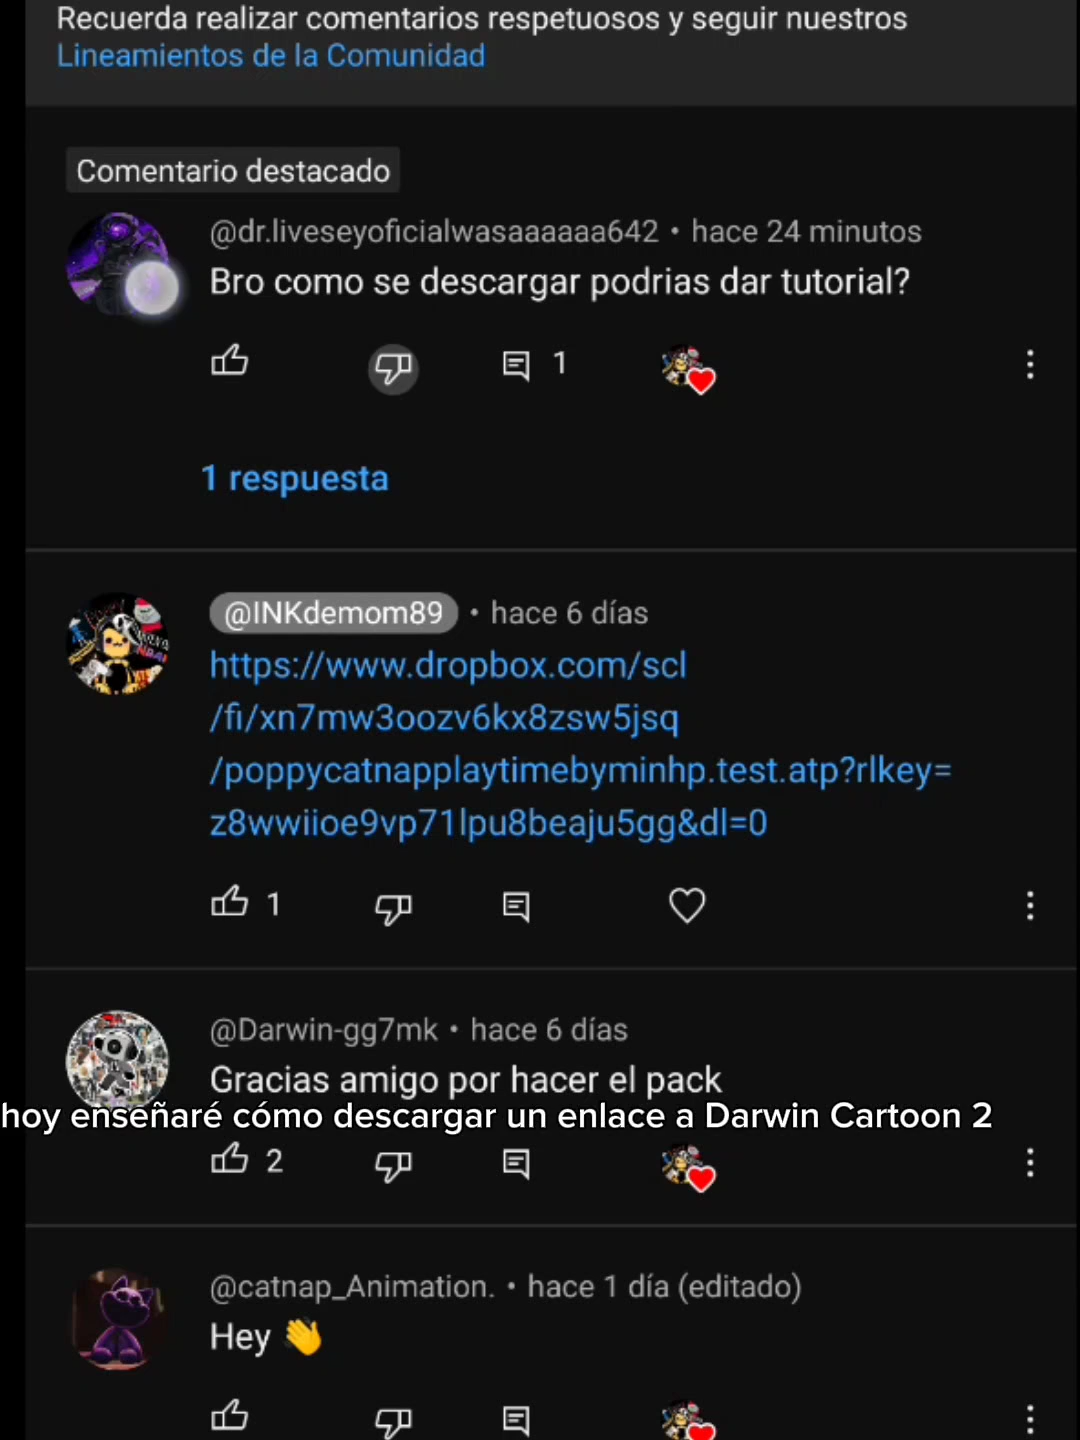 Recuerda realizar comentarios respetuosos y seguir nuestros
Lineamientos de la Comunidad
Comentario destacado
@dr.liveseyoficialwasaaaaaa642 • hace 24 minutos
Bro como se descargar podrias dar tutorial?
1
1 respuesta
@INKdemom89 • hace 6 días
https://www.dropbox.com/scl
/fi/xn7mw3oozv6kx8zsw5jsq
/poppycatnapplaytimebyminhp.test.atp?rlkey=
z8wwiioe9vp71lpu8beaju5gg&dl=0
1
@Darwin-gg7mk • hace 6 días
Gracias amigo por hacer el pack
hoy enseñaré cómo descargar un enlace a Darwin Cartoon 2
2
@catnap_Animation. • hace 1 día (editado)
Hey 👋